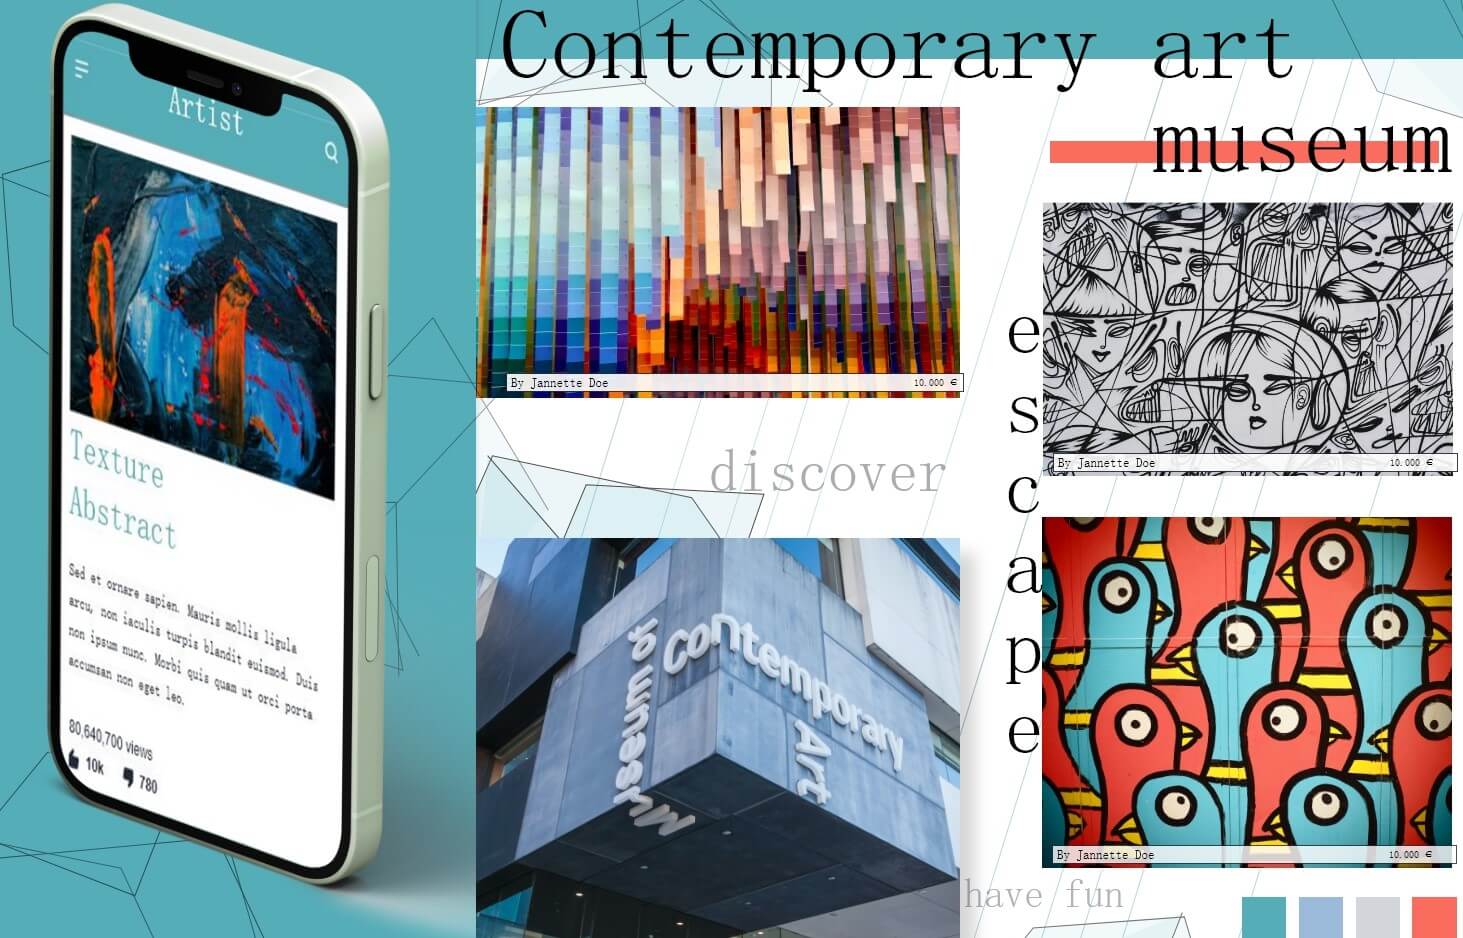 Artist
Texture
Abstract
Sed et ornare sapien. Mauris mollis ligula
arcu, non iaculis turpis blandit euismod. Duis
non ipsum nunc. Morbi quis quam ut orci porta
accumsan non eget leo.
80,640,700 views
10k 780
Contemporary art
museum
By Jannette Doe 10.000 €
discover
Museum of
Contemporary
Art
have fun
escape
By Jannette Doe 10.000 €
By Jannette Doe 10.000 €